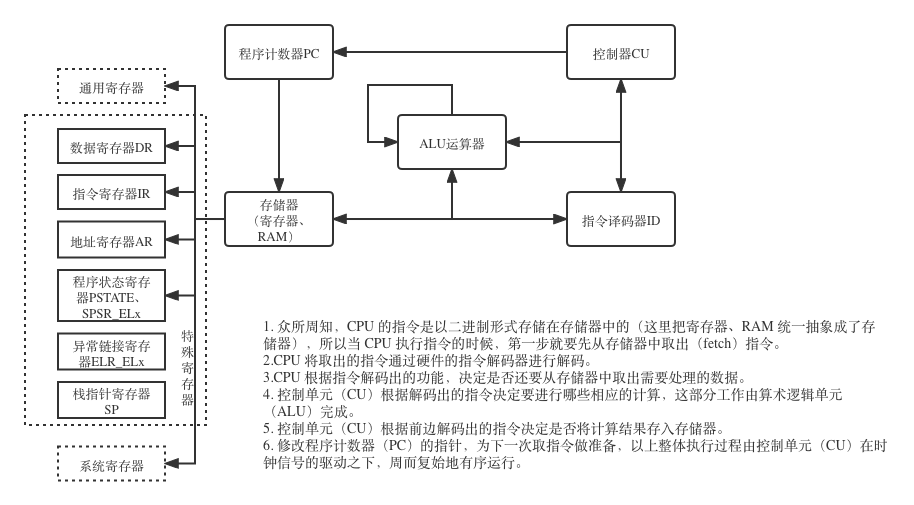 程序计数器PC
控制器CU
通用寄存器
ALU运算器
数据寄存器DR
指令寄存器IR
地址寄存器AR
存储器
（寄存器、
RAM）
指令译码器ID
程序状态寄存
器PSTATE、
SPSR_ELx
异常链接寄存
器ELR_ELx
栈指针寄存器
SP
特
殊
寄
存
器
系统寄存器
1. 众所周知，CPU 的指令是以二进制形式存储在存储器中的（这里把寄存器、RAM 统一抽象成了存
储器），所以当 CPU 执行指令的时候，第一步就要先从存储器中取出（fetch）指令。
2.CPU 将取出的指令通过硬件的指令解码器进行解码。
3.CPU 根据指令解码出的功能，决定是否还要从存储器中取出需要处理的数据。
4. 控制单元（CU）根据解码出的指令决定要进行哪些相应的计算，这部分工作由算术逻辑单元
（ALU）完成。
5. 控制单元（CU）根据前边解码出的指令决定是否将计算结果存入存储器。
6. 修改程序计数器（PC）的指针，为下一次取指令做准备，以上整体执行过程由控制单元（CU）在时
钟信号的驱动之下，周而复始地有序运行。